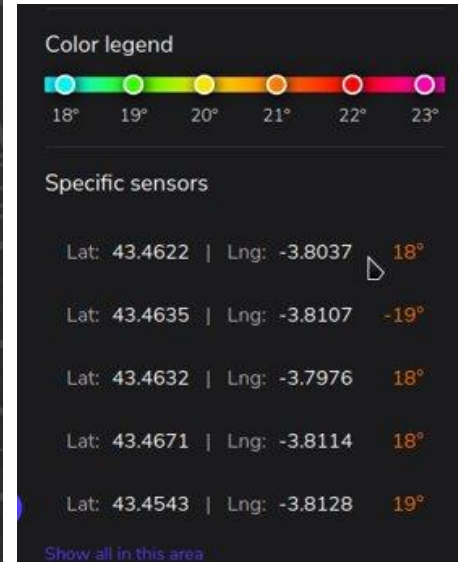 Color legend
18° 19° 20° 21° 22° 23°
Specific sensors
Lat: 43.4622 | Lng: -3.8037 18°
Lat: 43.4635 | Lng: -3.8107 -19°
Lat: 43.4632 | Lng: -3.7976 18°
Lat: 43.4671 | Lng: -3.8114 18°
Lat: 43.4543 | Lng: -3.8128 19°
Show all in this area